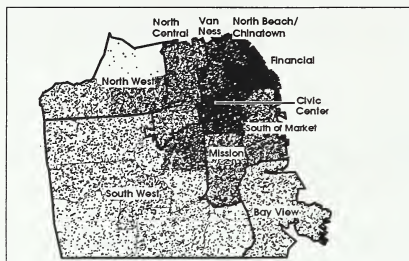 North
Central
Van
Ness
North Beach/
Chinatown
Financial
North West
Civic
Center
South of Market
Mission
South West
Bay View